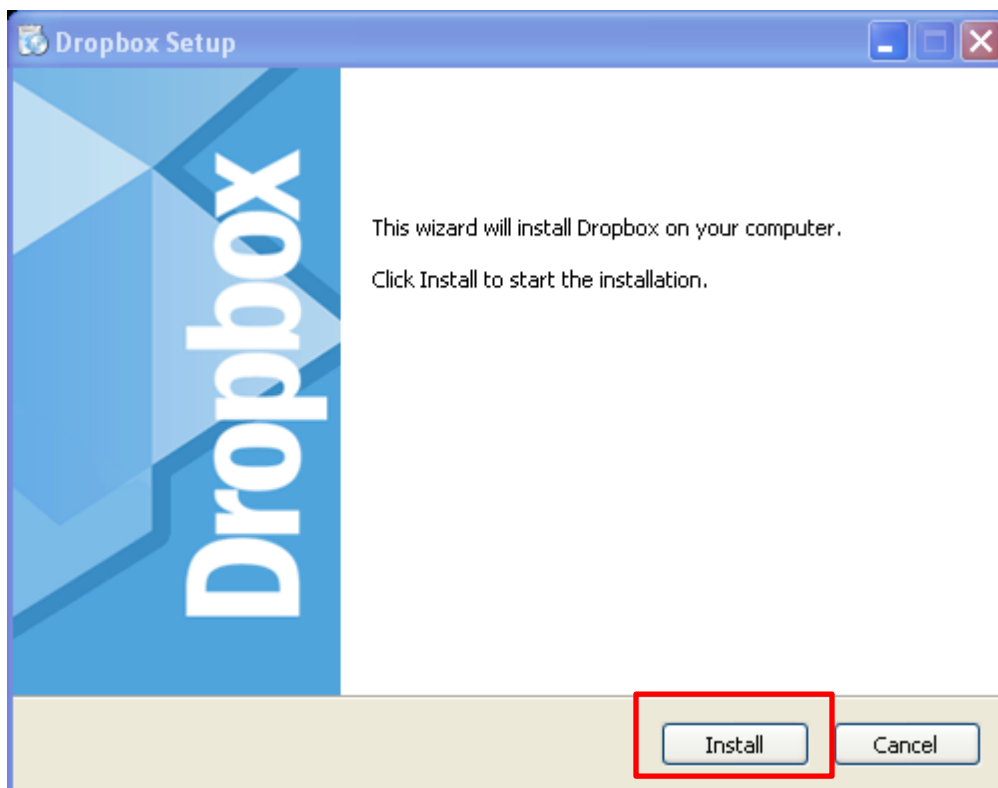 Dropbox Setup
Dropbox
This wizard will install Dropbox on your computer.
Click Install to start the installation.
Install
Cancel